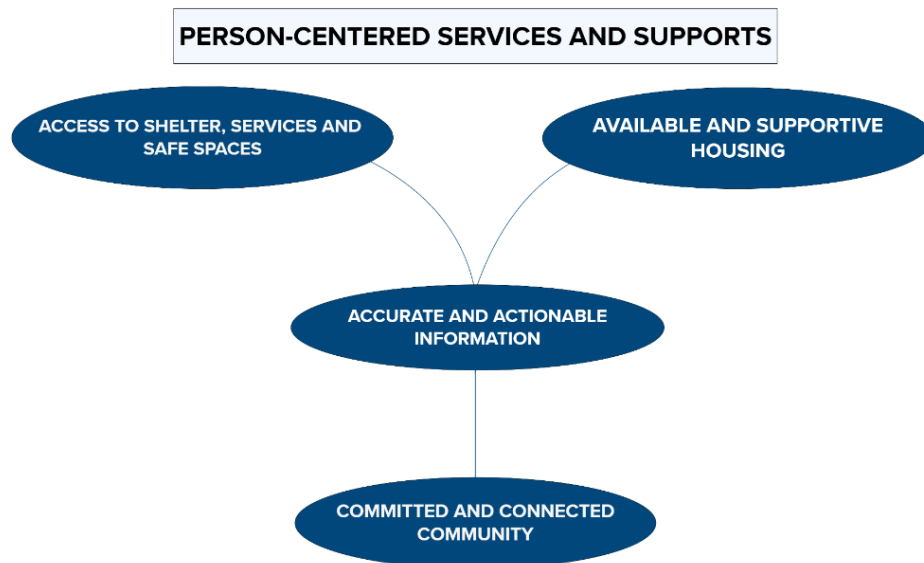 PERSON-CENTERED SERVICES AND SUPPORTS
ACCESS TO SHELTER, SERVICES AND
SAFE SPACES
AVAILABLE AND SUPPORTIVE
HOUSING
ACCURATE AND ACTIONABLE
INFORMATION
COMMITTED AND CONNECTED
COMMUNITY